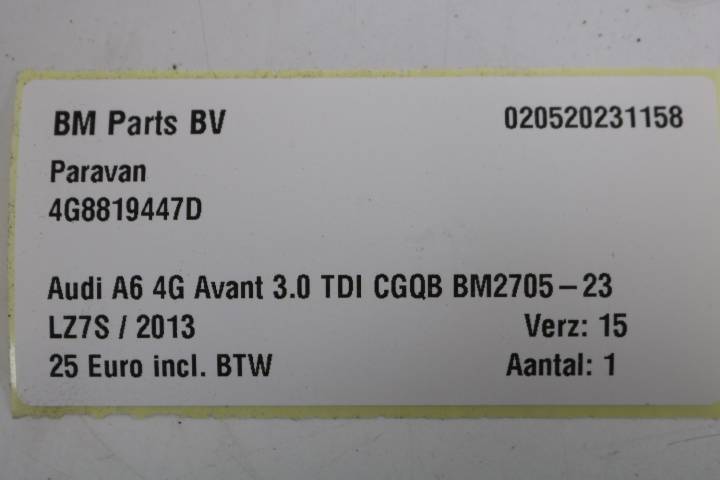 BM Parts BV 020520231158
Paravan
4G8819447D
Audi A6 4G Avant 3.0 TDI CGQB BM2705-23
LZ7S / 2013 Verz: 15
25 Euro incl. BTW Aantal: 1